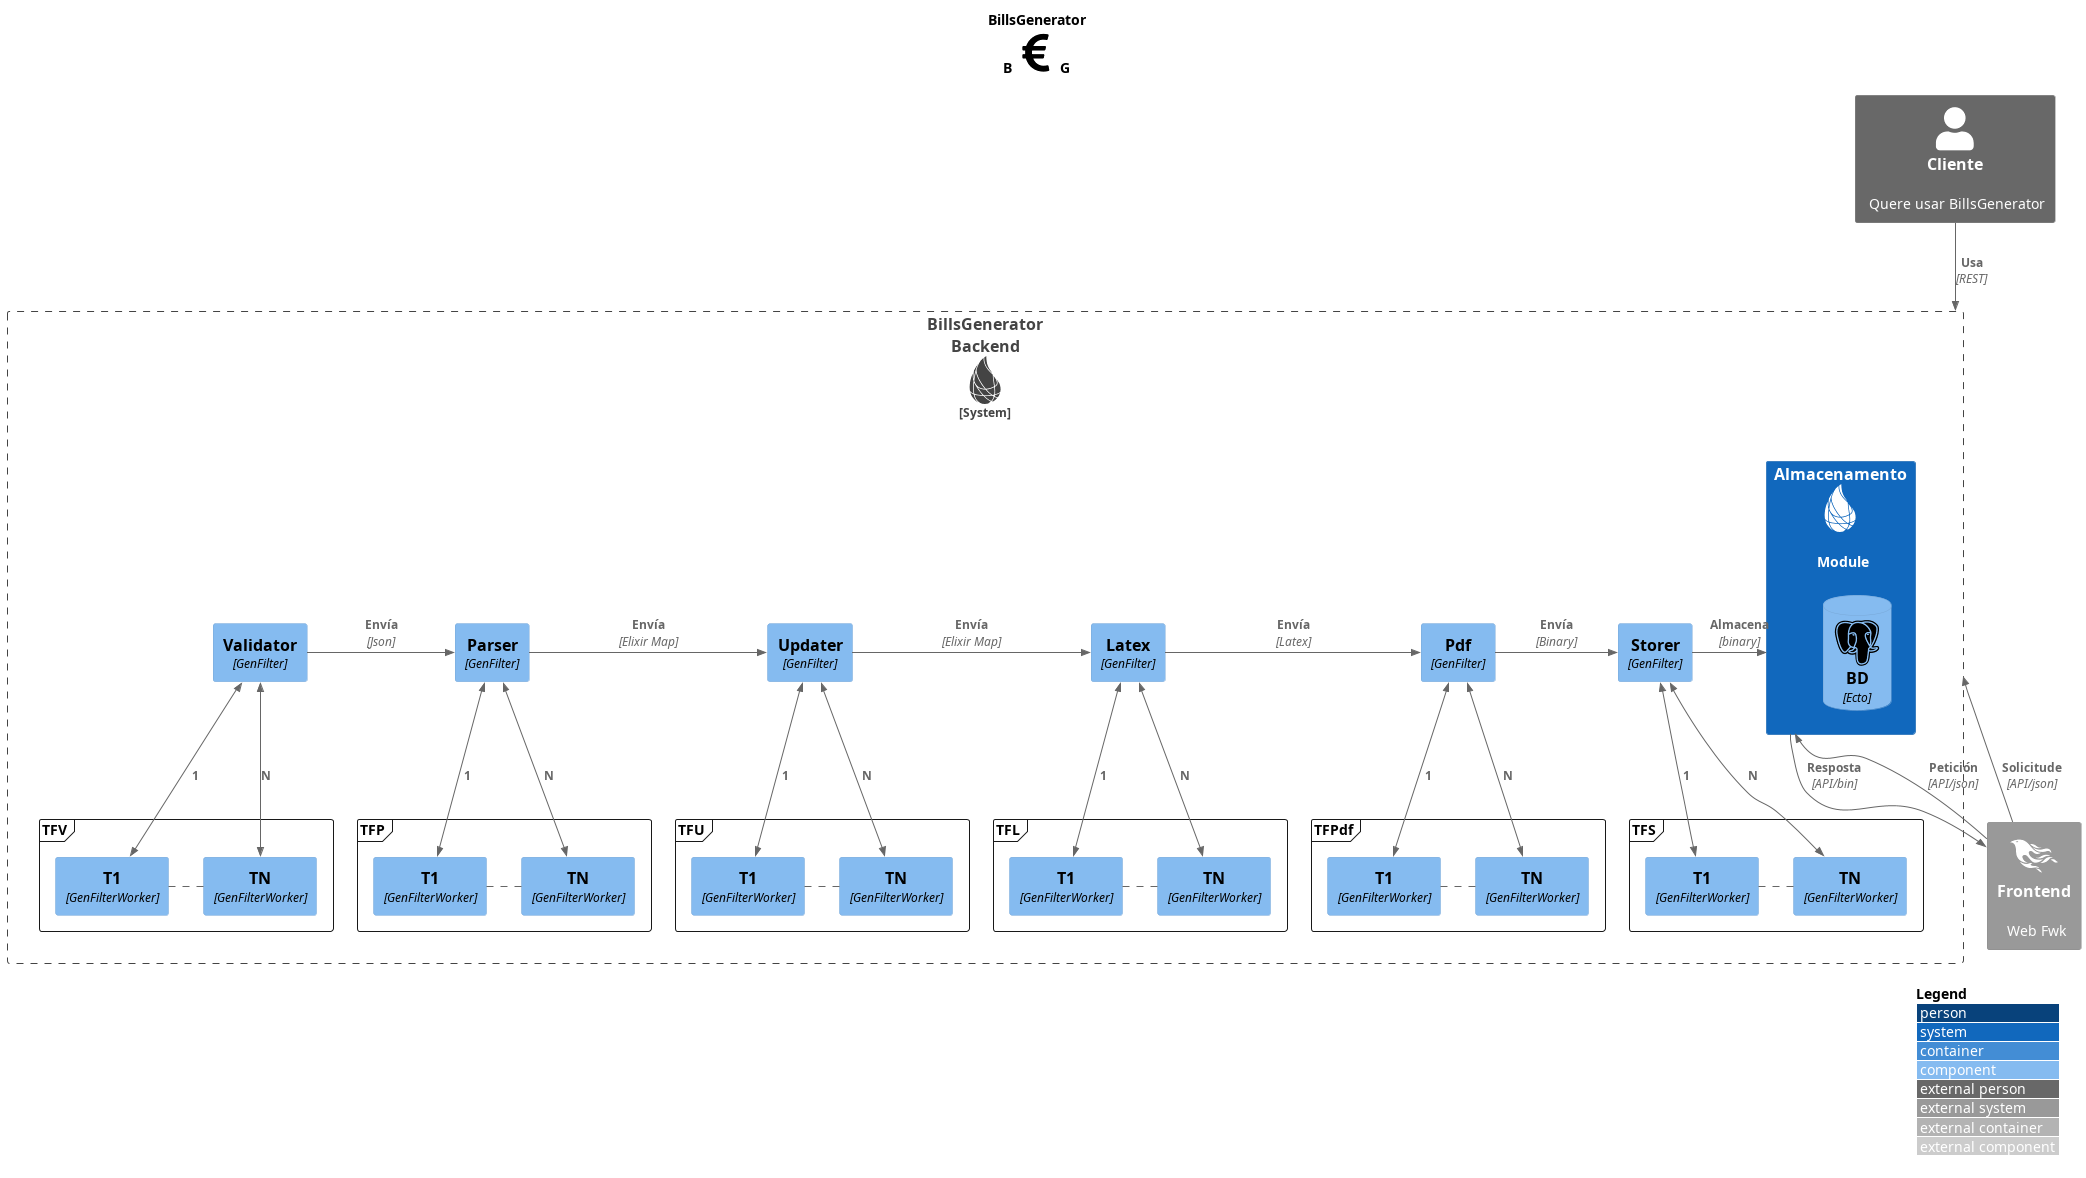 BillsGenerator
B € G
Cliente
Quere usar BillsGenerator
Usa
[REST]
BillsGenerator
Backend
[System]
Almacenamento
Module
BD
[Ecto]
Validator
[GenFilter]
Envía
[Json]
Parser
[GenFilter]
Envía
[Elixir Map]
Updater
[GenFilter]
Envía
[Elixir Map]
Latex
[GenFilter]
Envía
[Latex]
Pdf
[GenFilter]
Envía
[Binary]
Storer
[GenFilter]
Almacena
[binary]
1
N
1
N
1
N
1
N
1
N
1
N
Resposta
[API/bin]
Petición
[API/json]
Solicitude
[API/json]
TFV
T1
[GenFilterWorker]
TN
[GenFilterWorker]
TFP
T1
[GenFilterWorker]
TN
[GenFilterWorker]
TFU
T1
[GenFilterWorker]
TN
[GenFilterWorker]
TFL
T1
[GenFilterWorker]
TN
[GenFilterWorker]
TFPdf
T1
[GenFilterWorker]
TN
[GenFilterWorker]
TFS
T1
[GenFilterWorker]
TN
[GenFilterWorker]
Frontend
Web Fwk
Legend
person
system
container
component
external person
external system
external container
external component